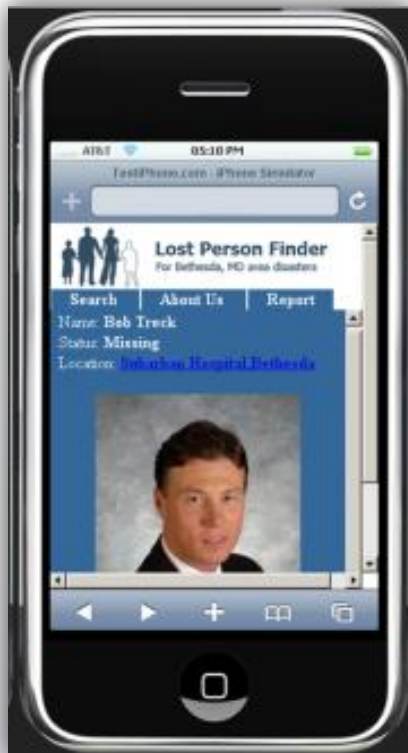 AT&T 05:10 PM
TestiPhone.com - iPhone Simulator
Lost Person Finder
For Bethesda, MD area disasters
Search About Us Report
Name: Bob Treck
Status: Missing
Location: Suburban Hospital,Bethesda